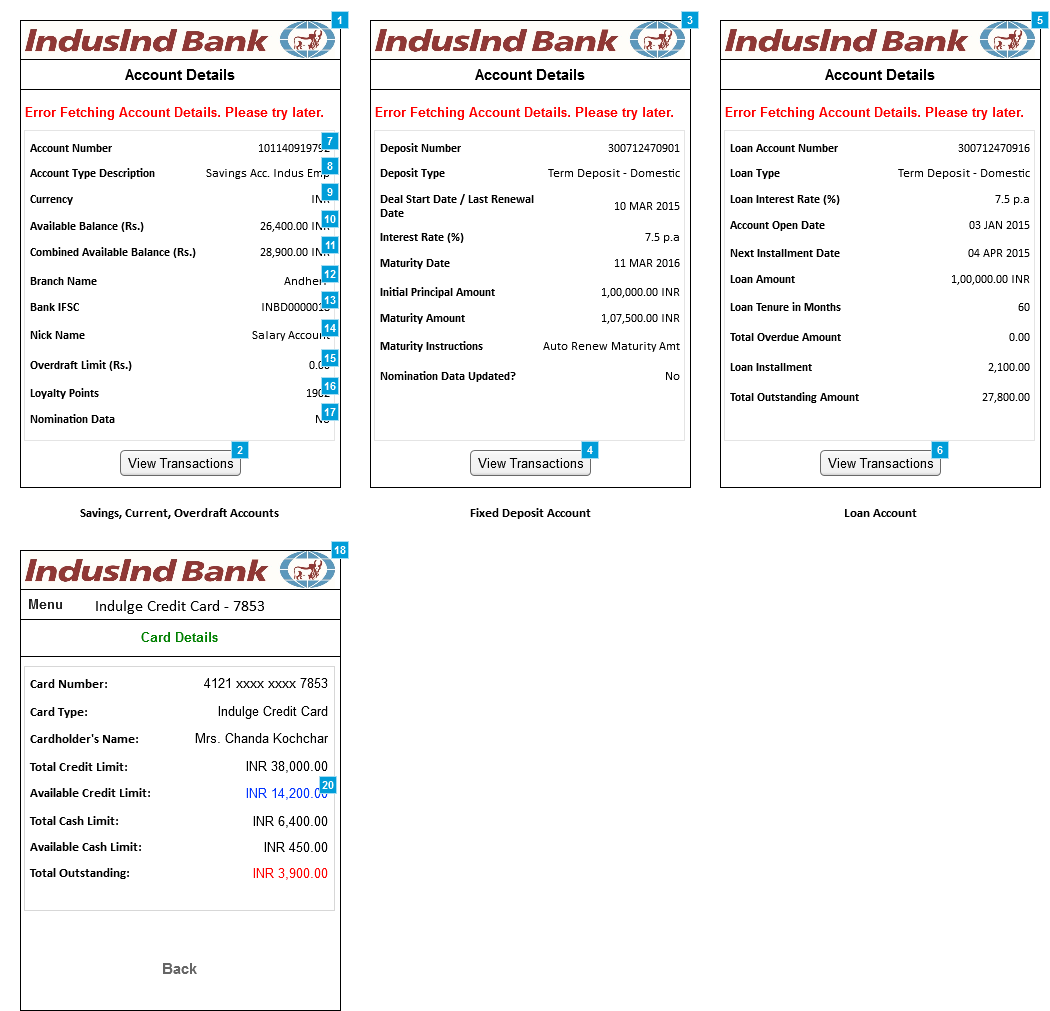 1
IndusInd Bank
Account Details
Error Fetching Account Details. Please try later.
Account Number 7
Account Type Description Savings Acc. Indus 8
Currency 9
Available Balance (Rs.) 26,400.00 10
Combined Available Balance (Rs.) 28,900.00 11
Branch Name 12
Bank IFSC 13
Nick Name Salary 14
Overdraft Limit (Rs.) 15
Loyalty Points 16
Nomination Data 17
2
View Transactions
Savings, Current, Overdraft Accounts
3
IndusInd Bank
Account Details
Error Fetching Account Details. Please try later.
Deposit Number 300712470901
Deposit Type Term Deposit - Domestic
Deal Start Date / Last Renewal
Date 10 MAR 2015
Interest Rate (%) 7.5 p.a
Maturity Date 11 MAR 2016
Initial Principal Amount 1,00,000.00 INR
Maturity Amount 1,07,500.00 INR
Maturity Instructions Auto Renew Maturity Amt
Nomination Data Updated? No
4
View Transactions
Fixed Deposit Account
5
IndusInd Bank
Account Details
Error Fetching Account Details. Please try later.
Loan Account Number 300712470916
Loan Type Term Deposit - Domestic
Loan Interest Rate (%) 7.5 p.a
Account Open Date 03 JAN 2015
Next Installment Date 04 APR 2015
Loan Amount 1,00,000.00 INR
Loan Tenure in Months 60
Total Overdue Amount 0.00
Loan Installment 2,100.00
Total Outstanding Amount 27,800.00
6
View Transactions
Loan Account
18
IndusInd Bank
Menu Indulge Credit Card - 7853
Card Details
Card Number: 4121 xxxx xxxx 7853
Card Type: Indulge Credit Card
Cardholder's Name: Mrs. Chanda Kochchar
Total Credit Limit: INR 38,000.00
20
Available Credit Limit: INR 14,200.00
Total Cash Limit: INR 6,400.00
Available Cash Limit: INR 450.00
Total Outstanding: INR 3,900.00
Back